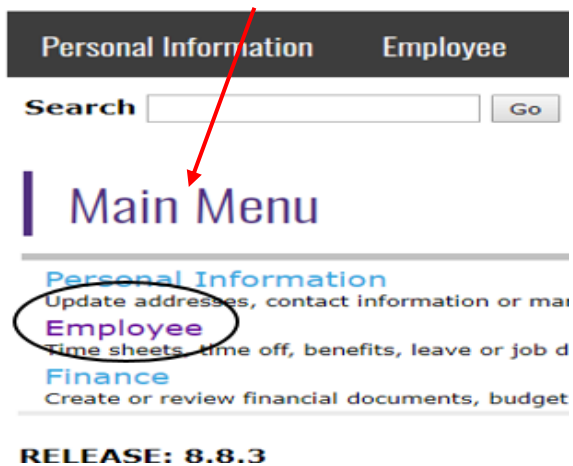 Personal Information Employee
Search Go
Main Menu
Personal Information
Update addresses, contact information or
Employee
Time sheets, time off, benefits, leave or job
Finance
Create or review financial documents, budget
RELEASE: 8.8.3